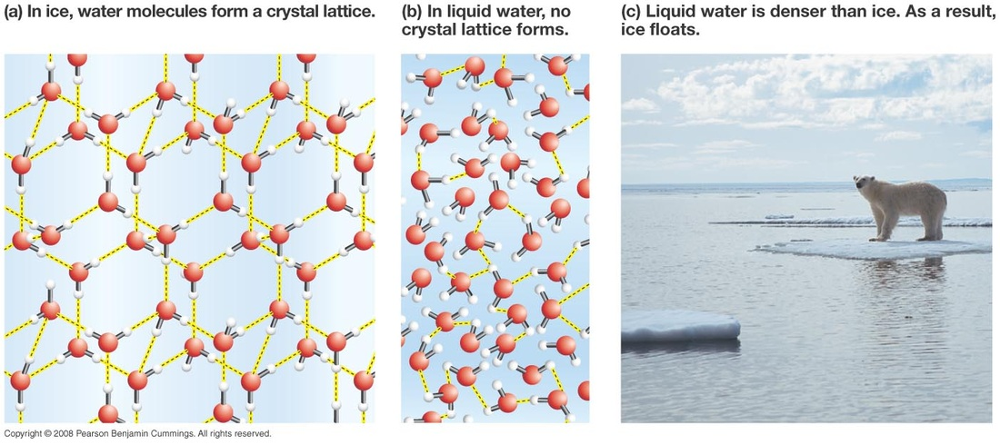 (a) In ice, water molecules form a crystal lattice.
(b) In liquid water, no
crystal lattice forms.
(c) Liquid water is denser than ice. As a result,
ice floats.
Copyright © 2008 Pearson Benjamin Cummings. All rights reserved.